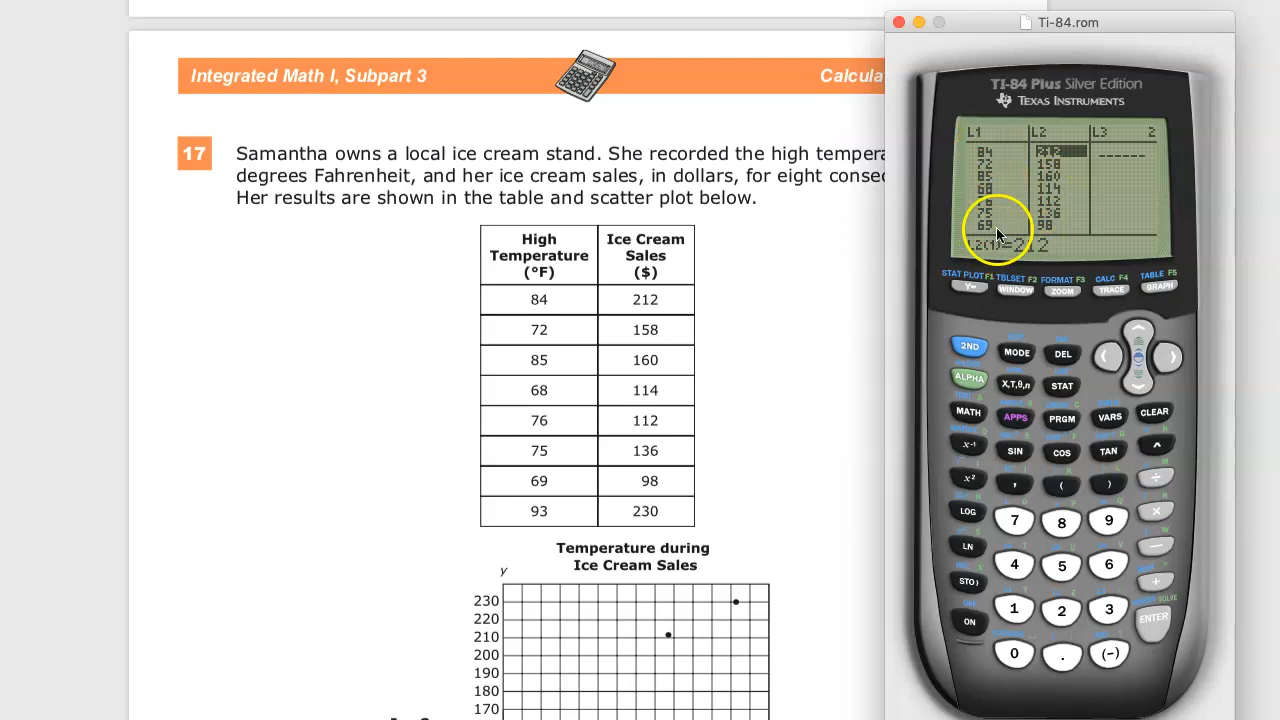 Ti-84.rom
Integrated Math I, Subpart 3
17 Samantha owns a local ice cream stand. She recorded the high
degrees Fahrenheit, and her ice cream sales, in dollars, for eight
Her results are shown in the table and scatter plot below.
High Temperature (°F) Ice Cream Sales ($)
84 212
72 158
85 160
68 114
76 112
75 136
69 98
93 230
Temperature during
Ice Cream Sales
y
230
220
210
200
190
180
170
TI-84 Plus Silver Edition
TEXAS INSTRUMENTS
L1 L2 L3 2
84 212 ------
72 158
85 160
68 114
76 112
75 136
69 98
L2(1)=212
STAT PLOT F1 TBLSET F2 FORMAT F3 CALC F4 TABLE F5
Y= WINDOW ZOOM TRACE GRAPH
2ND MODE DEL
ALPHA X,T,θ,n STAT
MATH APPS PRGM VARS CLEAR
x-1 SIN COS TAN ^
x2 , ( ) ÷
LOG 7 8 9 ×
LN 4 5 6 −
STO⟩ 1 2 3 +
ON 0 . (-) ENTER